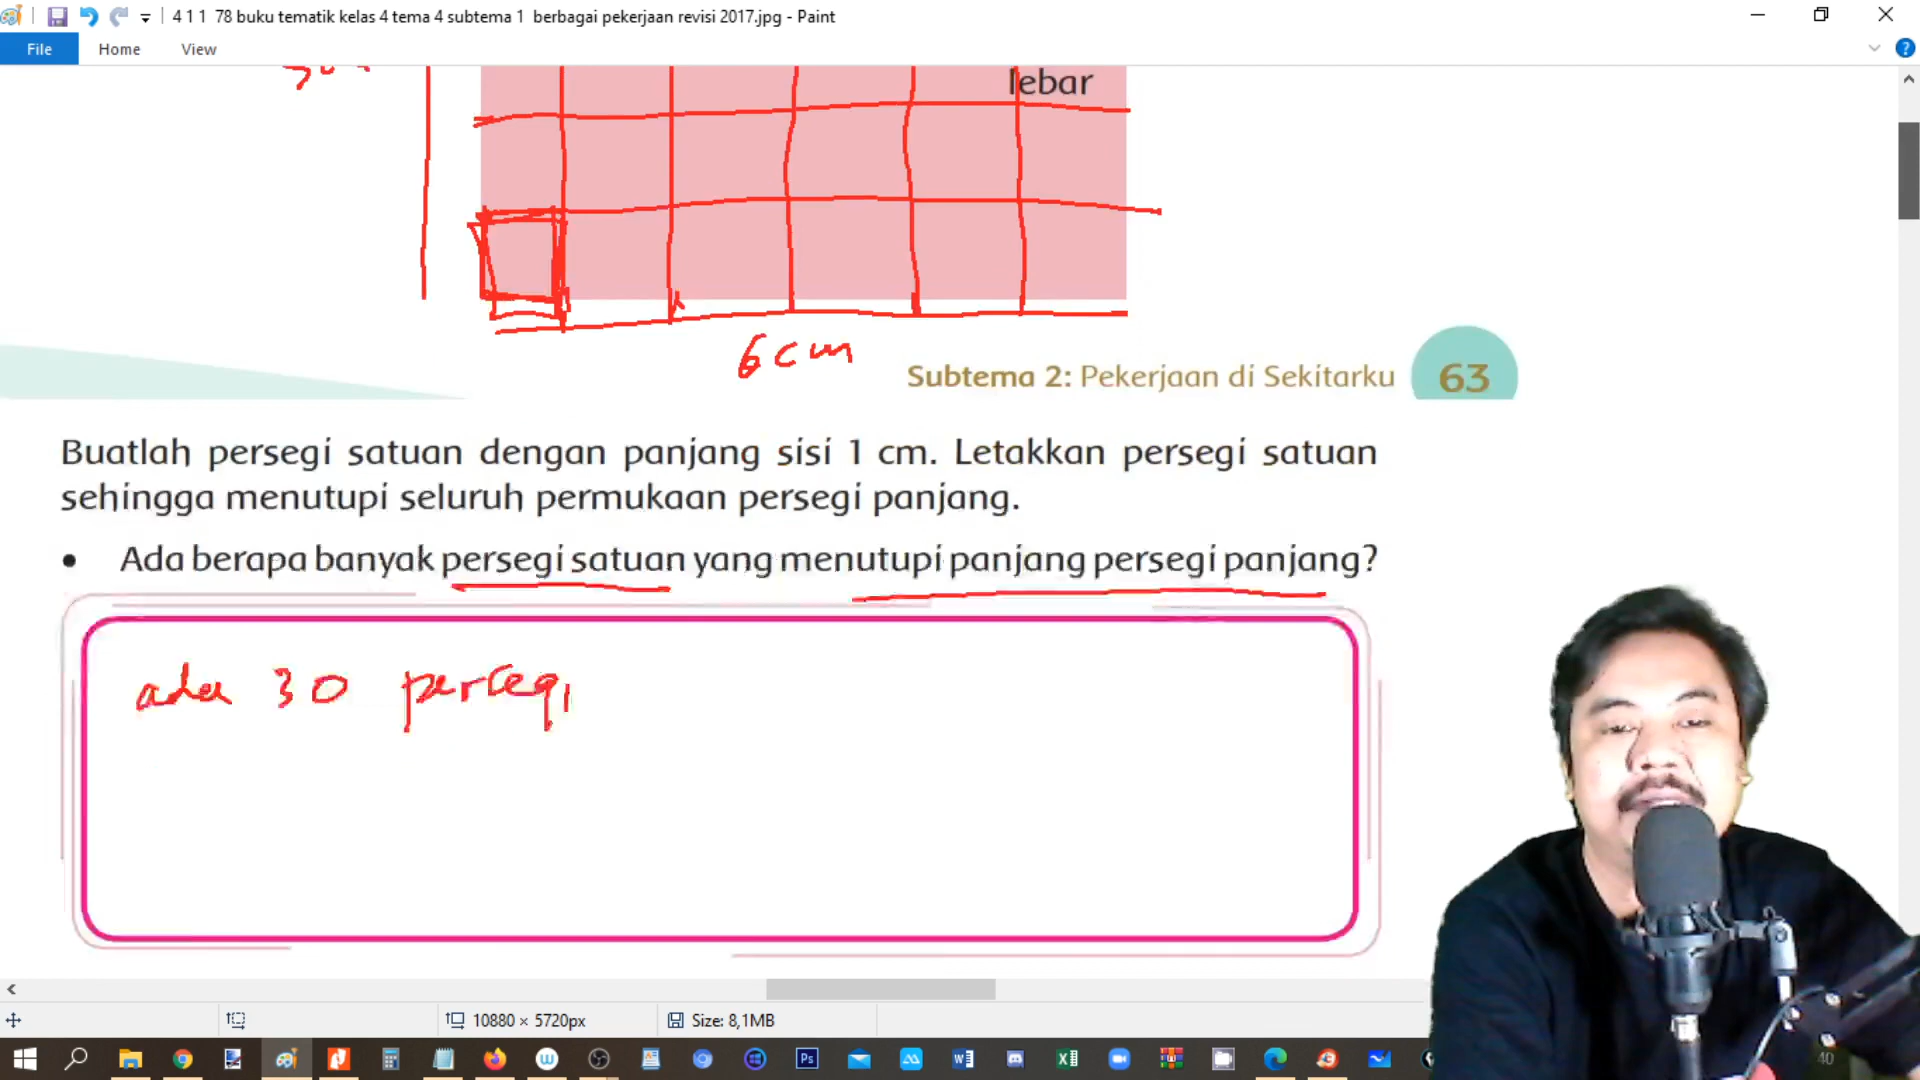 4 1 1 78 buku tematik kelas 4 tema 4 subtema 1 berbagai pekerjaan revisi 2017.jpg - Paint
File Home View
lebar
6 cm
Subtema 2: Pekerjaan di Sekitarku 63
Buatlah persegi satuan dengan panjang sisi 1 cm. Letakkan persegi satuan
sehingga menutupi seluruh permukaan persegi panjang.
• Ada berapa banyak persegi satuan yang menutupi panjang persegi panjang?
ada 30 persegi
10880 × 5720px Size: 8,1MB
40